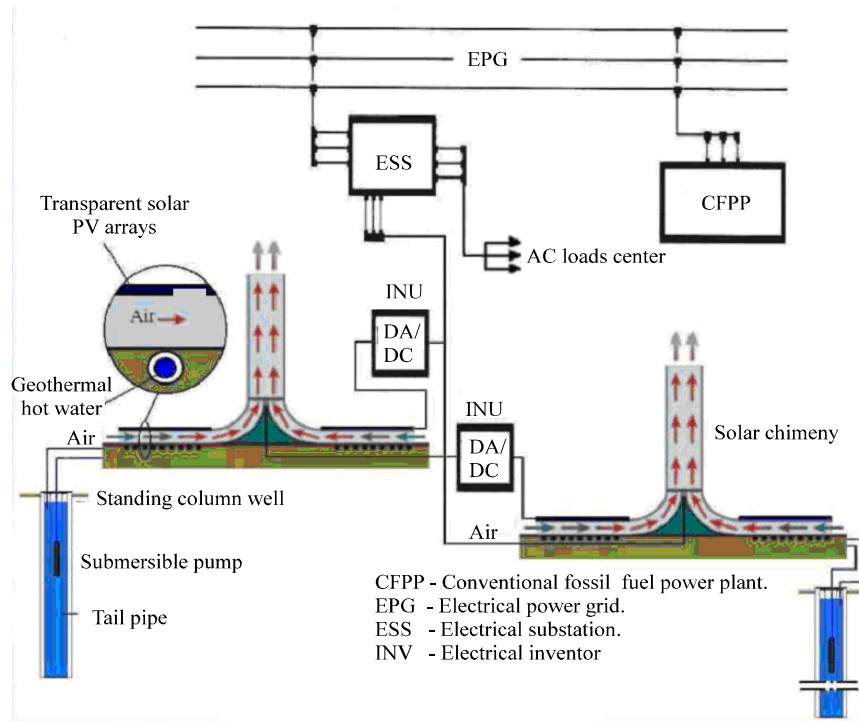 EPG
ESS
CFPP
Transparent solar
PV arrays
AC loads center
INU
Air
DA/
DC
Geothermal
hot water
INU
Air
DA/
DC
Solar chimeny
Standing column well
Air
Submersible pump
CFPP - Conventional fossil fuel power plant.
EPG - Electrical power grid.
Tail pipe
ESS - Electrical substation.
INV - Electrical inventor